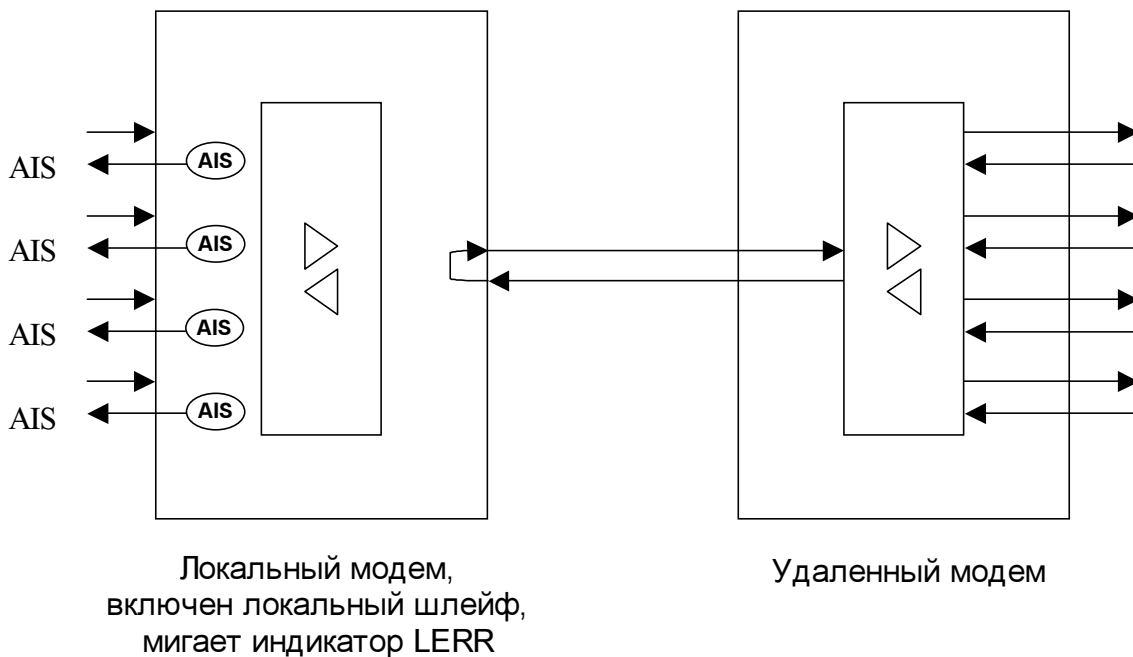 AIS AIS
AIS AIS
AIS AIS
AIS AIS
Локальный модем,
включен локальный шлейф,
мигает индикатор LERR
Удаленный модем